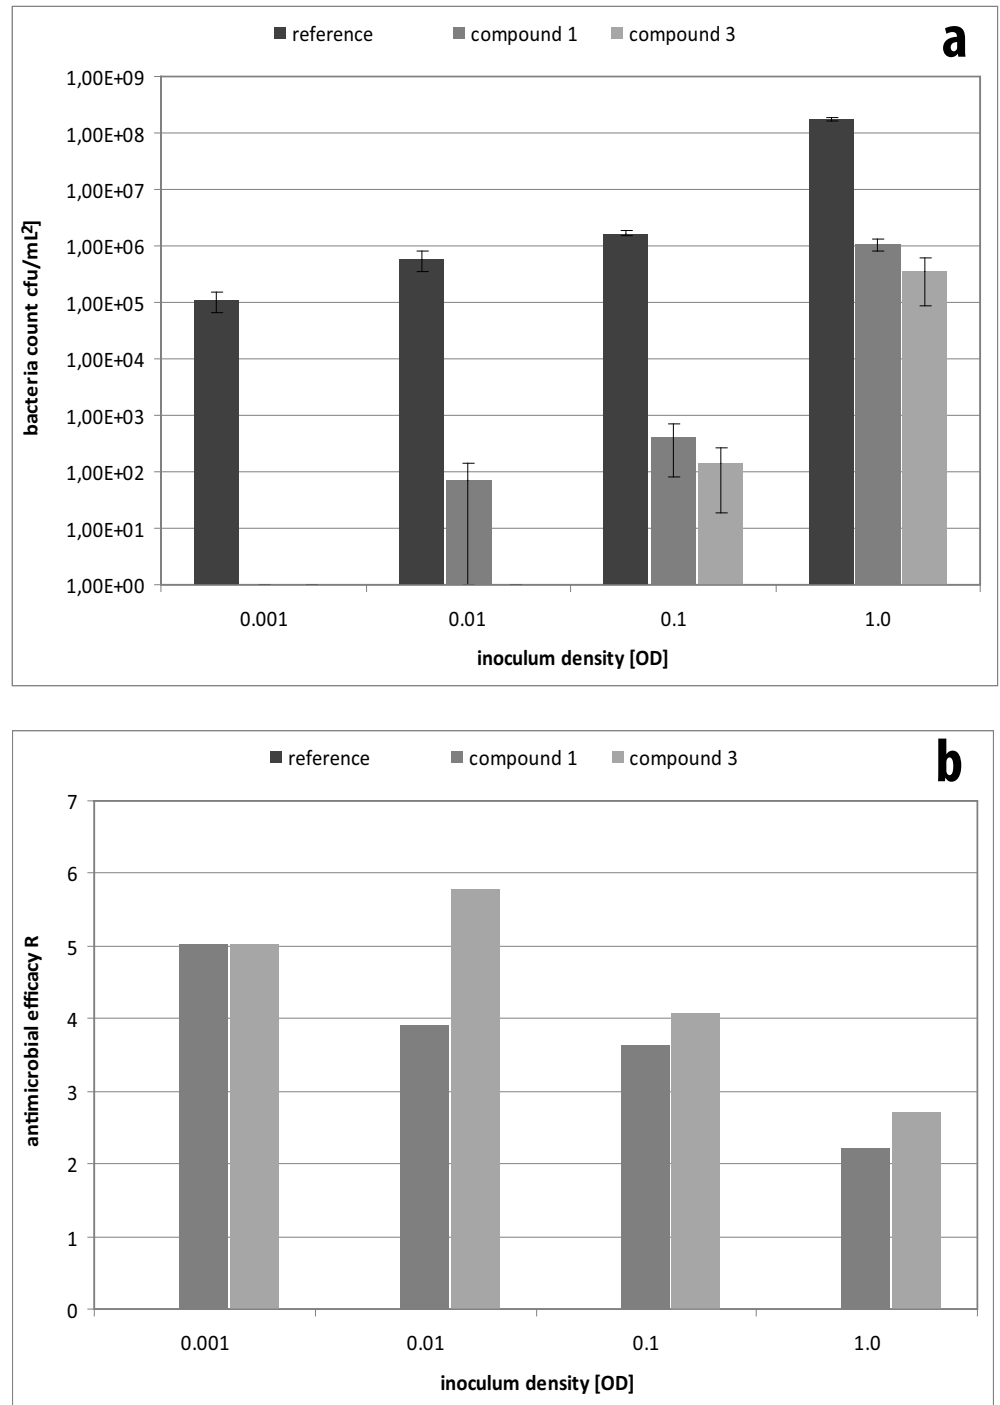 reference compound 1 compound 3
a
1,00E+09
1,00E+08
1,00E+07
1,00E+06
1,00E+05
1,00E+04
1,00E+03
1,00E+02
1,00E+01
1,00E+00
bacteria count cfu/mL2]
0.001 0.01 0.1 1.0
inoculum density [OD]
reference compound 1 compound 3
b
7
6
5
4
3
2
1
0
antimicrobial efficacy R
0.001 0.01 0.1 1.0
inoculum density [OD]